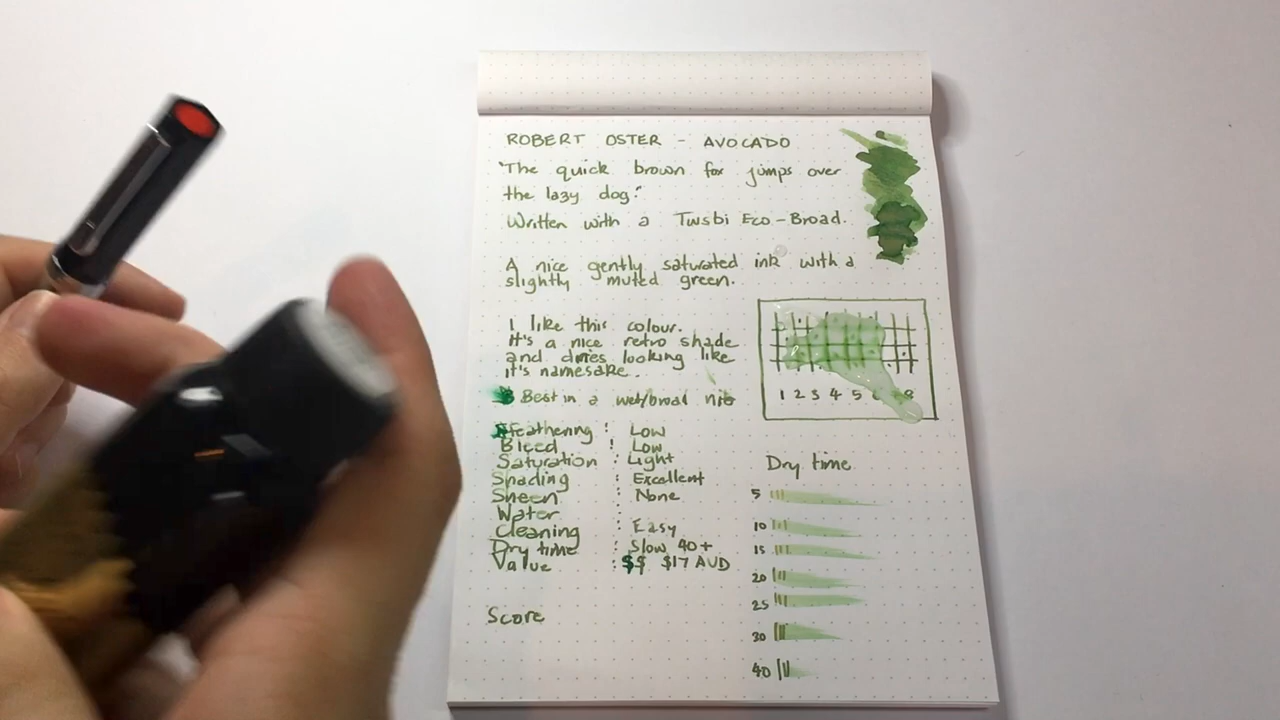 ROBERT OSTER - AVOCADO
"The quick brown fox jumps over
the lazy dog."
Written with a Twsbi Eco - Broad.
A nice gently saturated ink with a
slightly muted green.
I like this colour.
It's a nice retro shade
and dries looking like
it's namesake.
Best in a wet/broad nib
Feathering : Low
Bleed : Low
Saturation : Light
Shading : Excellent
Sheen : None
Water
Cleaning : Easy
Dry time : Slow 40+
Value : $$ $17 AUD
Score
1 2 3 4 5 8
Dry time
5
10
15
20
25
30
40